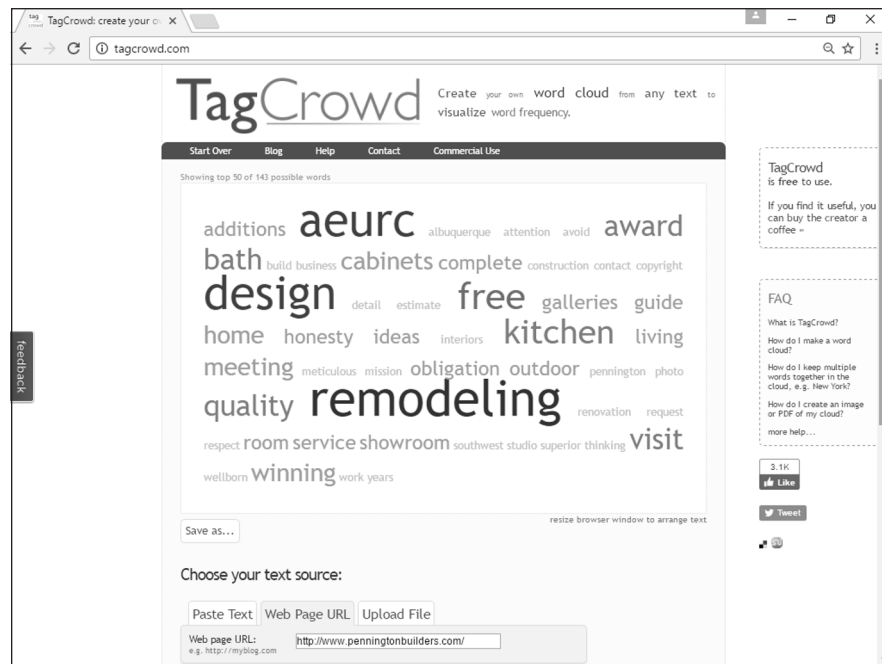 TagCrowd: create your o
tagcrowd.com
TagCrowd
Create your own word cloud from any text to
visualize word frequency.
Start Over Blog Help Contact Commercial Use
Showing top 50 of 143 possible words
additions aeurc albuquerque attention avoid award
bath build business cabinets complete construction contact copyright
design detail estimate free galleries guide
home honesty ideas interiors kitchen living
meeting meticulous mission obligation outdoor pennington photo
quality remodeling renovation request
respect room service showroom southwest studio superior thinking visit
wellborn winning work years
resize browser window to arrange text
Save as...
Choose your text source:
Paste Text Web Page URL Upload File
Web page URL: http://www.penningtonbuilders.com/
e.g. http://myblog.com
feedback
TagCrowd
is free to use.
If you find it useful, you
can buy the creator a
coffee »
FAQ
What is TagCrowd?
How do I make a word
cloud?
How do I keep multiple
words together in the
cloud, e.g. New York?
How do I create an image
or PDF of my cloud?
more help...
3.1K
Like
Tweet